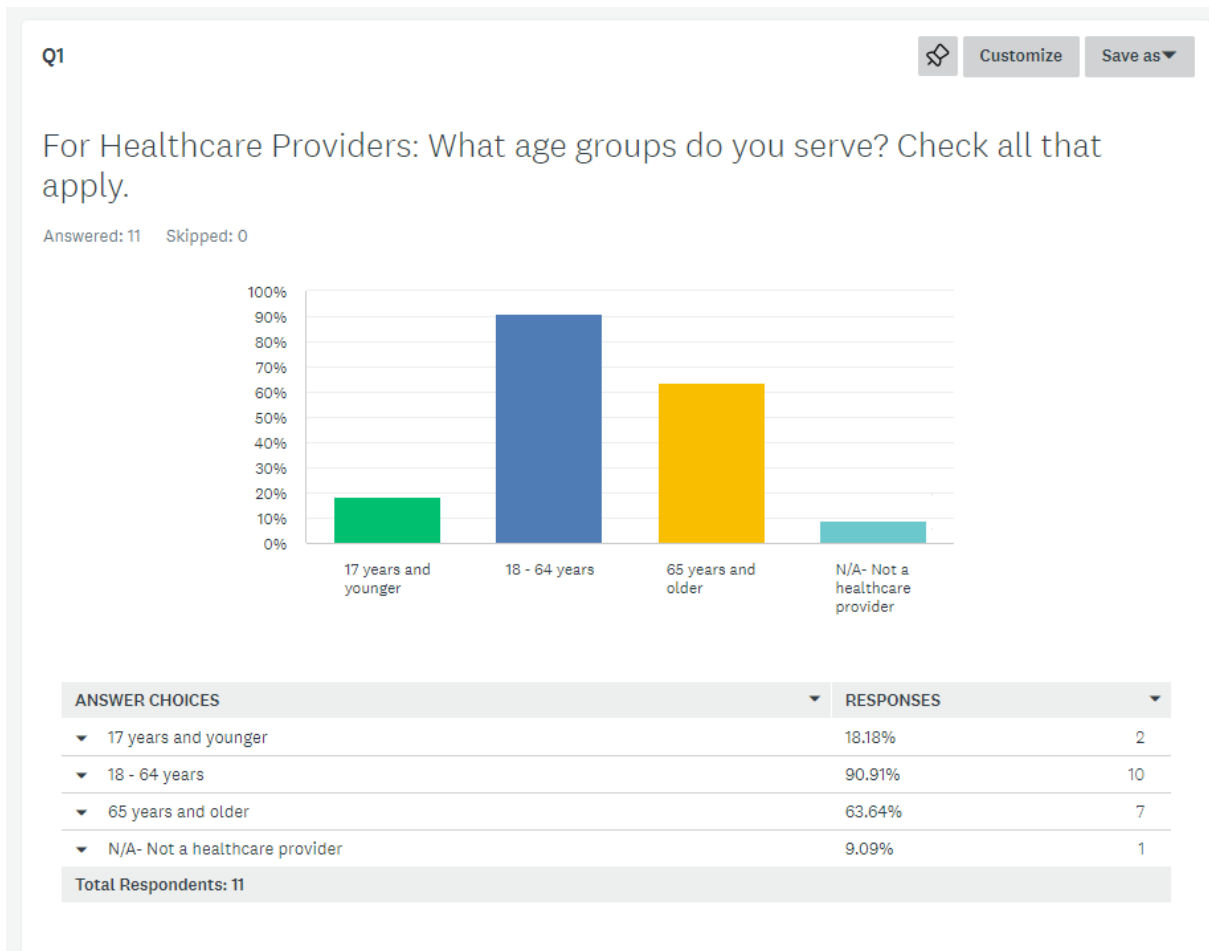 Q1
Customize
Save as
For Healthcare Providers: What age groups do you serve? Check all that
apply.
Answered: 11 Skipped: 0
100%
90%
80%
70%
60%
50%
40%
30%
20%
10%
0%
17 years and
younger
18 - 64 years
65 years and
older
N/A- Not a
healthcare
provider
ANSWER CHOICES RESPONSES
17 years and younger 18.18% 2
18 - 64 years 90.91% 10
65 years and older 63.64% 7
N/A- Not a healthcare provider 9.09% 1
Total Respondents: 11